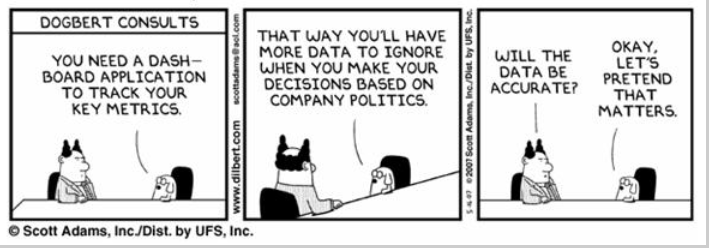 DOGBERT CONSULTS
YOU NEED A DASH-
BOARD APPLICATION
TO TRACK YOUR
KEY METRICS.
www.dilbert.com scottadams@aol.com
THAT WAY YOU'LL HAVE
MORE DATA TO IGNORE
WHEN YOU MAKE YOUR
DECISIONS BASED ON
COMPANY POLITICS.
5-16-07 ©2007 Scott Adams, Inc./Dist. by UFS, Inc.
WILL THE
DATA BE
ACCURATE?
OKAY,
LET'S
PRETEND
THAT
MATTERS.
© Scott Adams, Inc./Dist. by UFS, Inc.